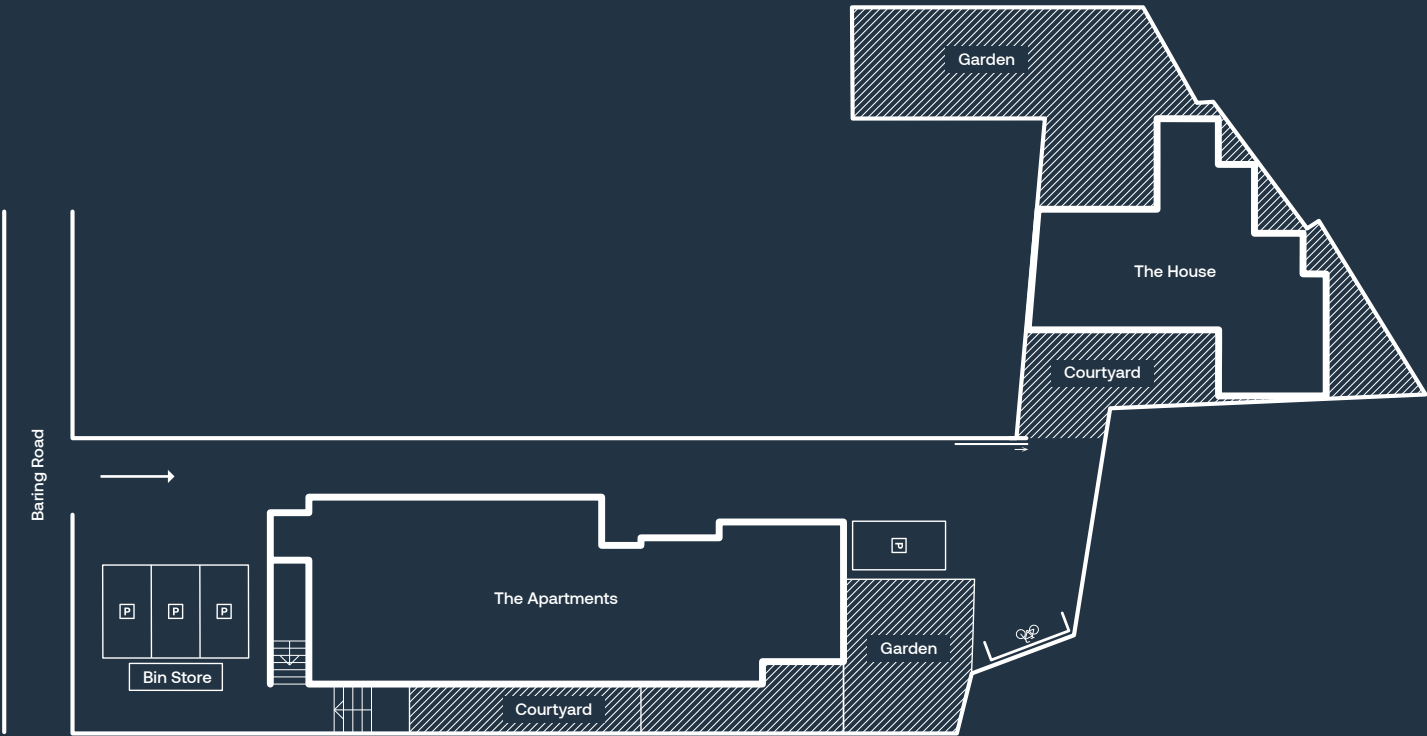 Garden
The House
Courtyard
Baring Road
P
The Apartments
P
P
P
Garden
Bin Store
Courtyard